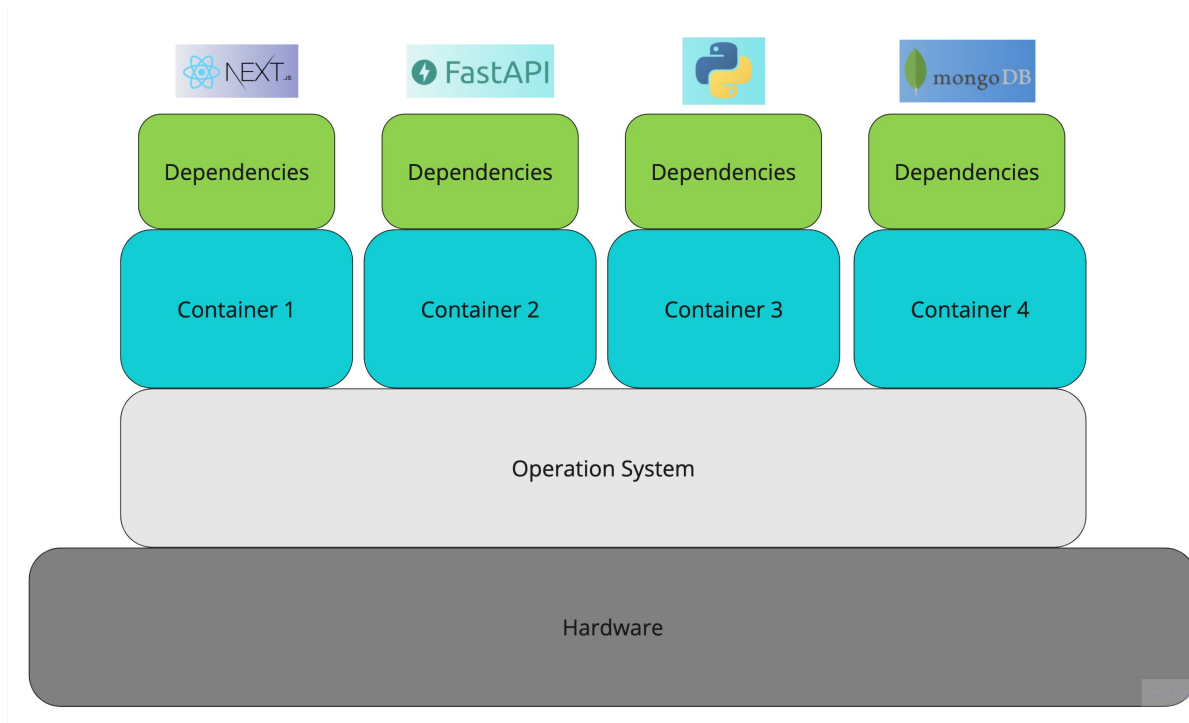 NEXT.JS FastAPI mongoDB
Dependencies Dependencies Dependencies Dependencies
Container 1 Container 2 Container 3 Container 4
Operation System
Hardware